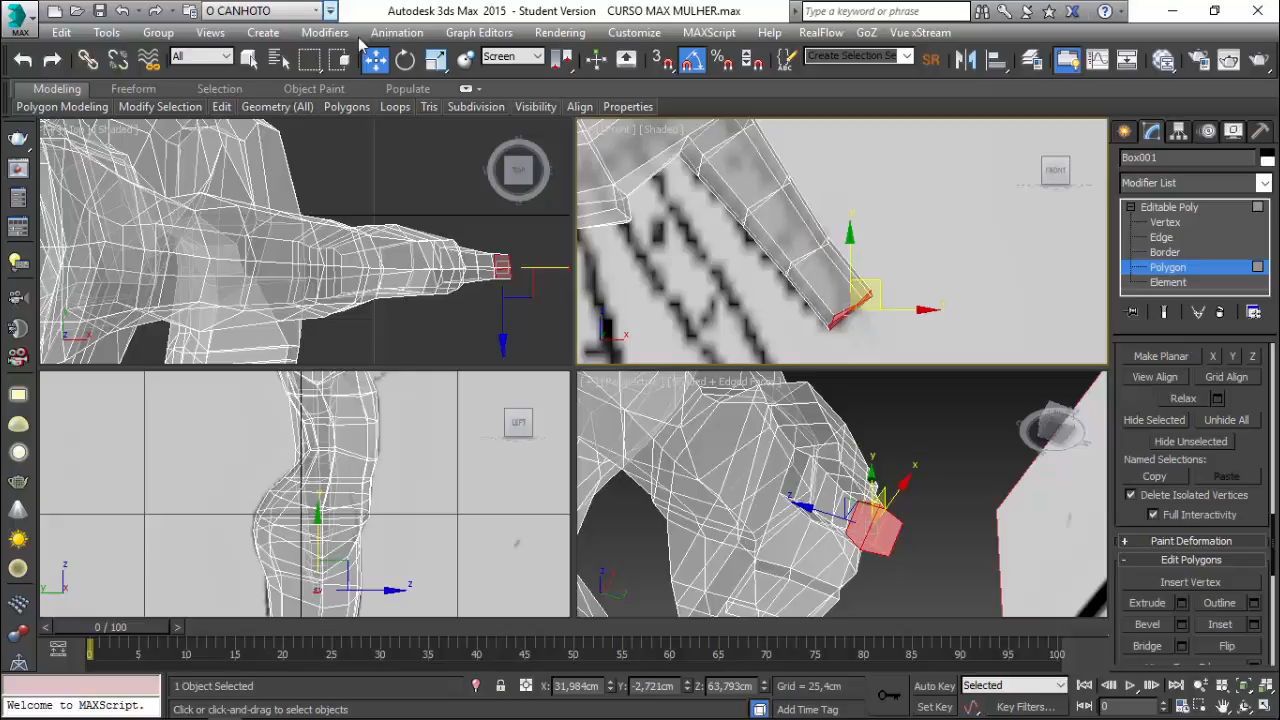 MAX
O CANHOTO
Autodesk 3ds Max 2015 - Student Version
CURSO MAX MULHER.max
Type a keyword or phrase
Edit
Tools
Group
Views
Create
Modifiers
Animation
Graph Editors
Rendering
Customize
MAXScript
Help
RealFlow
GoZ
Vue xStream
All
Screen
3
Create Selection Se
SR
Modeling
Freeform
Selection
Object Paint
Populate
Polygon Modeling
Modify Selection
Edit
Geometry (All)
Polygons
Loops
Tris
Subdivision
Visibility
Align
Properties
TOP
FRONT
LEFT
Box001
Modifier List
Editable Poly
Vertex
Edge
Border
Polygon
Element
Make Planar
X
Y
Z
View Align
Grid Align
Relax
Hide Selected
Unhide All
Hide Unselected
Named Selections:
Copy
Paste
Delete Isolated Vertices
Full Interactivity
+ Paint Deformation
- Edit Polygons
Insert Vertex
Extrude
Outline
Bevel
Inset
Bridge
Flip
0 / 100
0 5 10 15 20 25 30 35 40 45 50 55 60 65 70 75 80 85 90 95 100
1 Object Selected
X: 31,984cm
Y: -2,721cm
Z: 63,793cm
Grid = 25,4cm
Auto Key
Selected
Welcome to MAXScript.
Click or click-and-drag to select objects
Add Time Tag
Set Key
Key Filters...
0